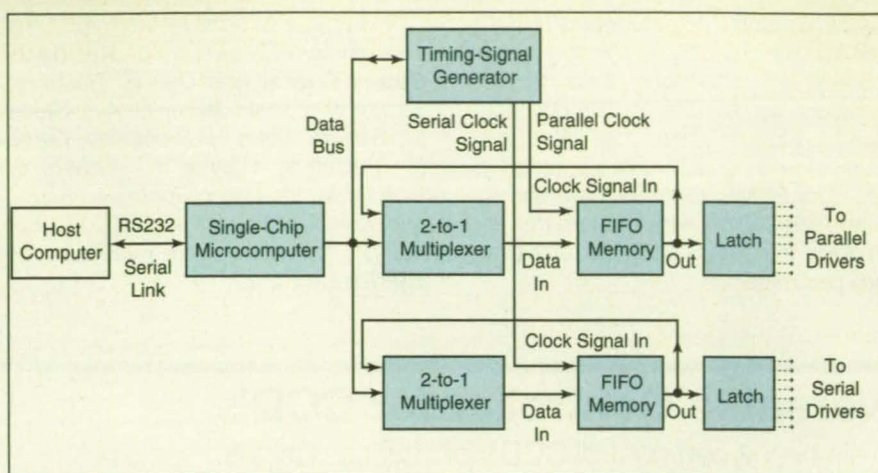 Timing-Signal
Generator
Data
Bus
Serial Clock
Signal
Parallel Clock
Signal
Clock Signal In
Host
Computer
RS232
Serial
Link
Single-Chip
Microcomputer
2-to-1
Multiplexer
Data
In
FIFO
Memory
Out
Latch
To
Parallel
Drivers
Clock Signal In
2-to-1
Multiplexer
Data
In
FIFO
Memory
Out
Latch
To
Serial
Drivers